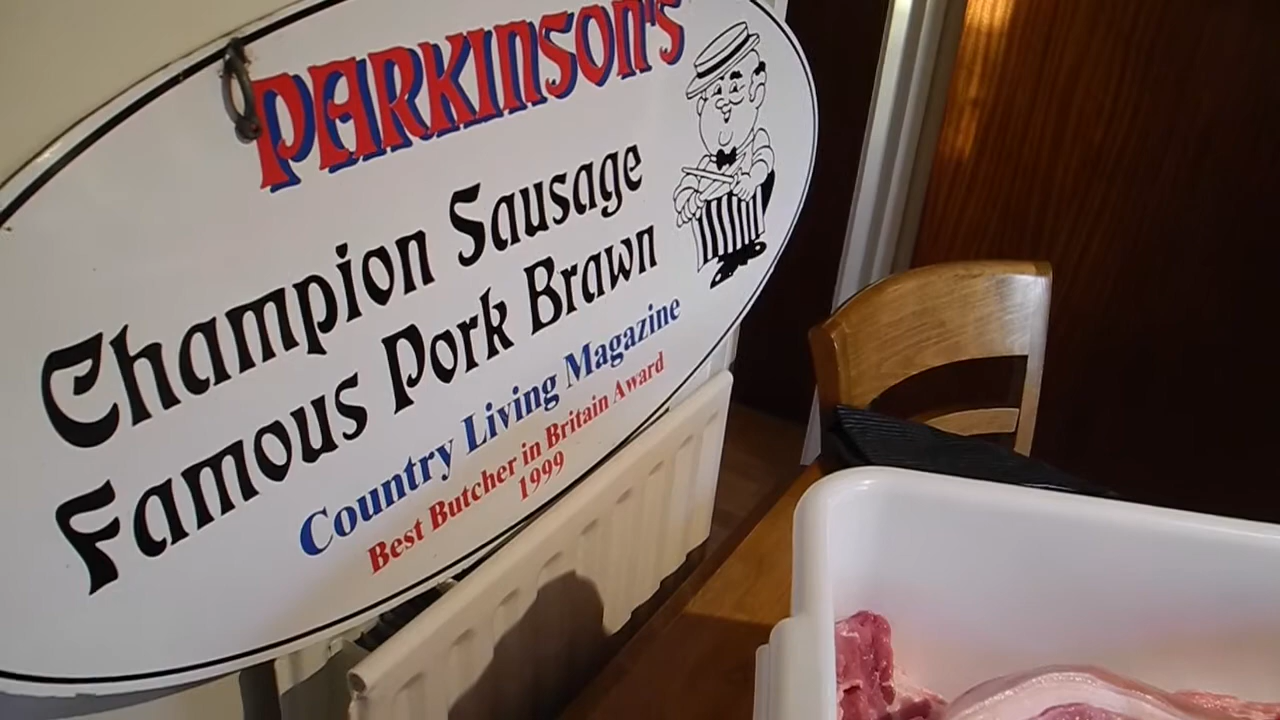 PARKINSON'S
Champion Sausage
Famous Pork Brawn
Country Living Magazine
Best Butcher in Britain Award
1999